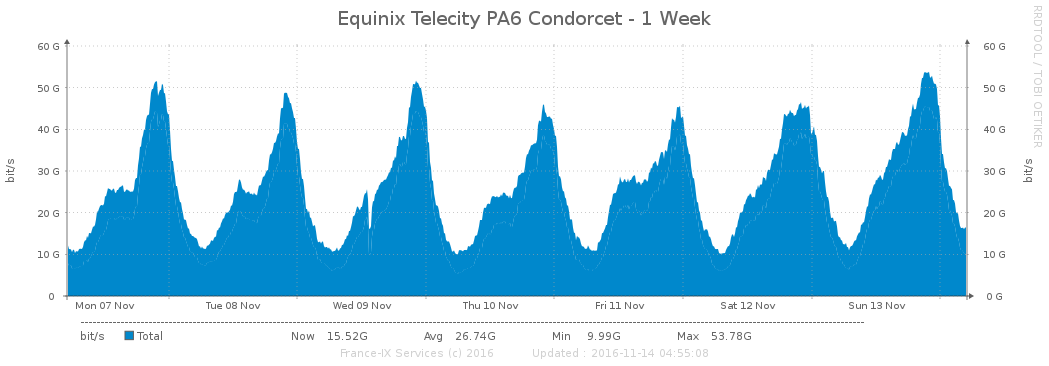 Equinix Telecity PA6 Condorcet - 1 Week
RRDTOOL / TOBI OETIKER
bit/s
60 G 60 G
50 G 50 G
40 G 40 G
30 G 30 G
20 G 20 G
10 G 10 G
0 0 G
bit/s
Mon 07 Nov Tue 08 Nov Wed 09 Nov Thu 10 Nov Fri 11 Nov Sat 12 Nov Sun 13 Nov
bit/s Total Now 15.52G Avg 26.74G Min 9.99G Max 53.78G
France-IX Services (c) 2016 Updated : 2016-11-14 04:55:08